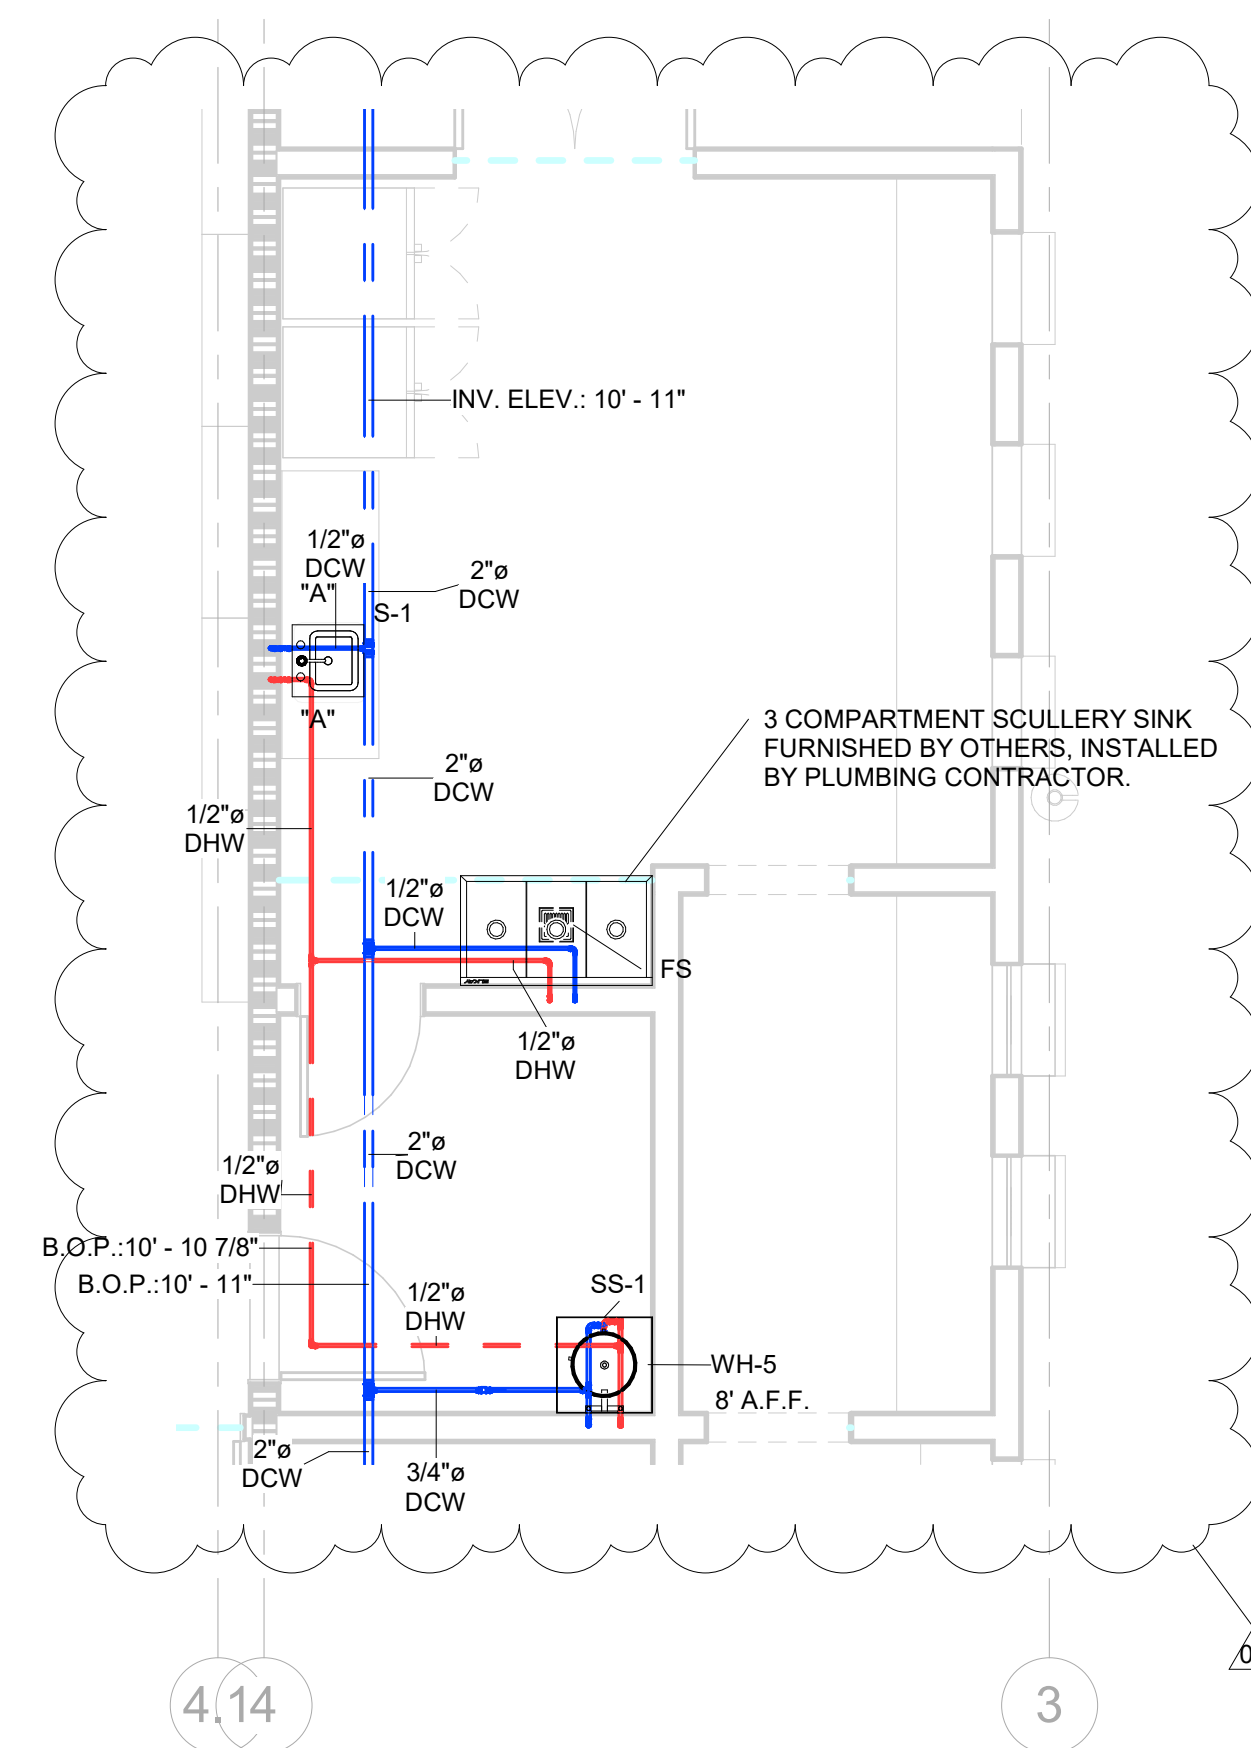 INV. ELEV.: 10' - 11"
1/2"ø
DCW
"A"
S-1
2"ø
DCW
"A"
3 COMPARTMENT SCULLERY SINK
FURNISHED BY OTHERS, INSTALLED
BY PLUMBING CONTRACTOR.
2"ø
DCW
1/2"ø
DHW
1/2"ø
DCW
FS
1/2"ø
DHW
2"ø
DCW
1/2"ø
DHW
B.O.P.:10' - 10 7/8"
B.O.P.:10' - 11"
1/2"ø
DHW
SS-1
WH-5
8' A.F.F.
2"ø
DCW
3/4"ø
DCW
0
4.1
4
3